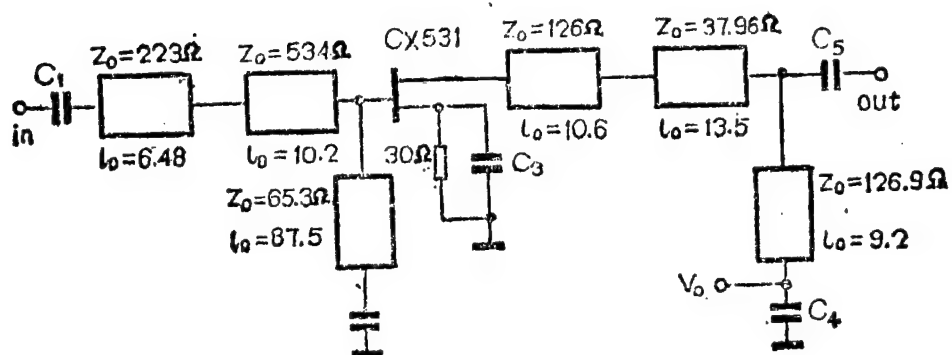 Z₀=223Ω
Z₀=534Ω
CX531
Z₀=126Ω
Z₀=37.96Ω
C₅
C₁
in
out
l₀=6.48
l₀=10.2
30Ω
C₃
l₀=10.6
l₀=13.5
Z₀=65.3Ω
l₀=87.5
Z₀=126.9Ω
l₀=9.2
V₀
C₄